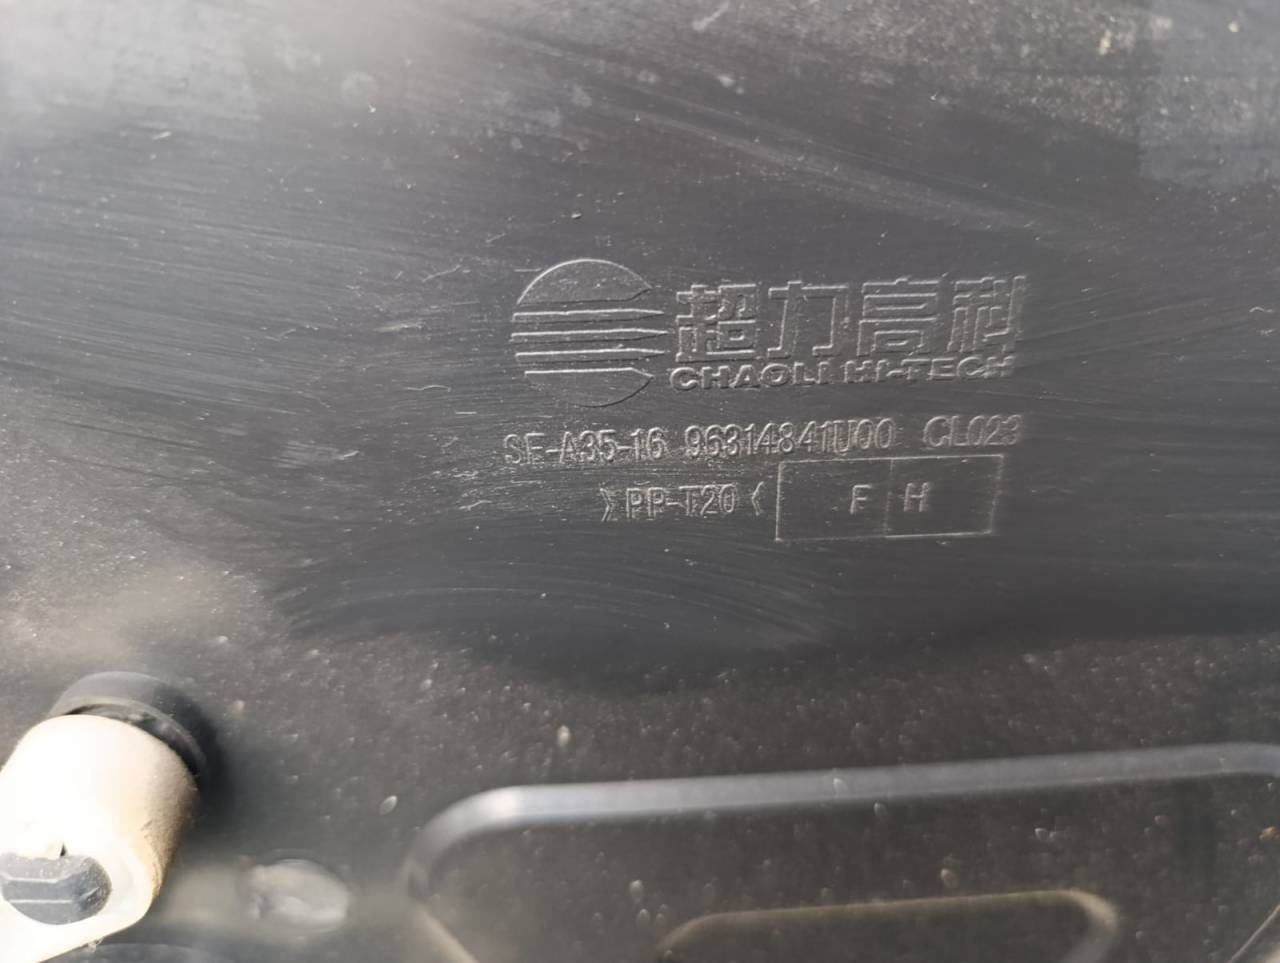 超力高科
CHAOLI HI-TECH
SE-A35-16 96314841U00 CL023
>PP-T20<
F H